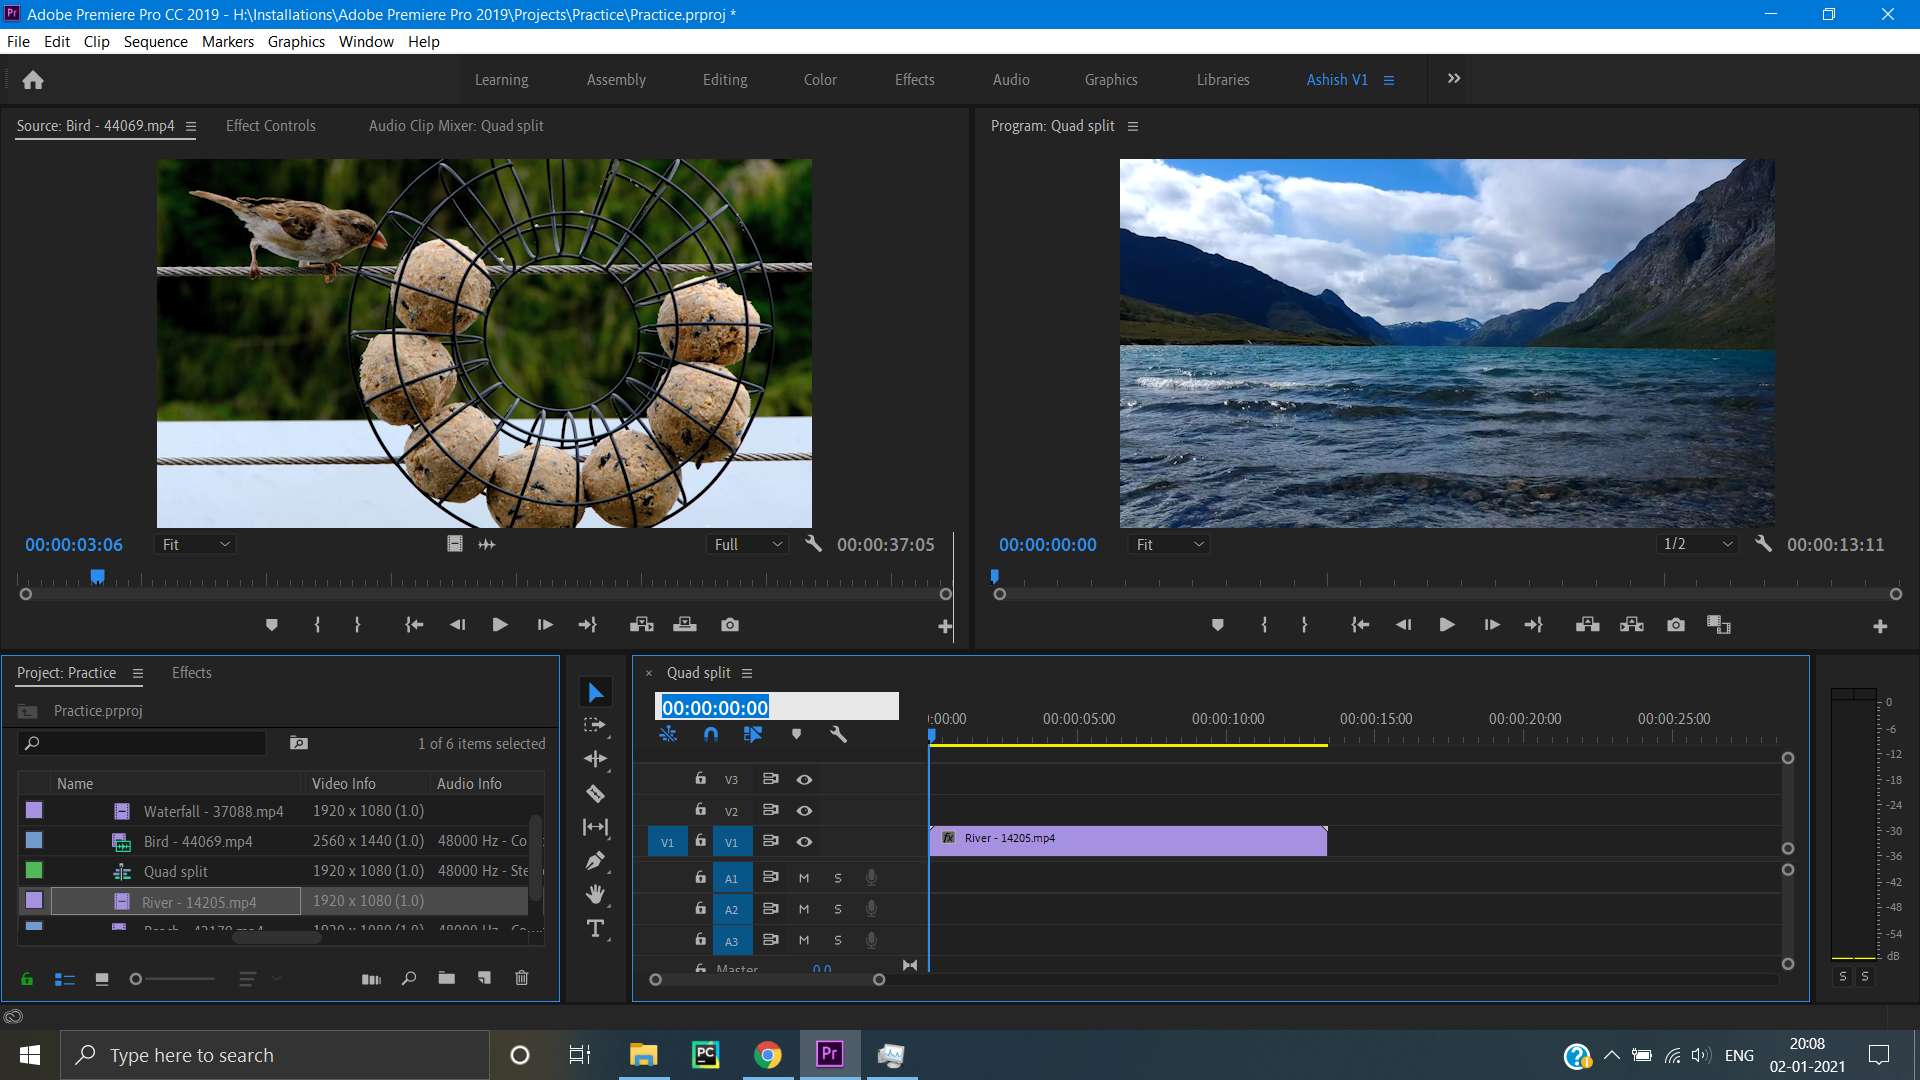 Adobe Premiere Pro CC 2019 - H:\Installations\Adobe Premiere Pro 2019\Projects\Practice\Practice.prproj *
File Edit Clip Sequence Markers Graphics Window Help
Learning Assembly Editing Color Effects Audio Graphics Libraries Ashish V1
Source: Bird - 44069.mp4 Effect Controls Audio Clip Mixer: Quad split
Program: Quad split
00:00:03:06 Fit Full 00:00:37:05
00:00:00:00 Fit 1/2 00:00:13:11
Project: Practice Effects
Practice.prproj
1 of 6 items selected
Name Video Info Audio Info
Waterfall - 37088.mp4 1920 x 1080 (1.0)
Bird - 44069.mp4 2560 x 1440 (1.0) 48000 Hz - Co
Quad split 1920 x 1080 (1.0) 48000 Hz - Ste
River - 14205.mp4 1920 x 1080 (1.0)
× Quad split
00:00:00:00
:00:00 00:00:05:00 00:00:10:00 00:00:15:00 00:00:20:00 00:00:25:00
V3
V2
V1 V1 fx River - 14205.mp4
A1 M S
A2 M S
A3 M S
Master 0.0
0
-6
-12
-18
-24
-30
-36
-42
-48
-54
dB
S S
Type here to search
PC
Pr
ENG
20:08
02-01-2021